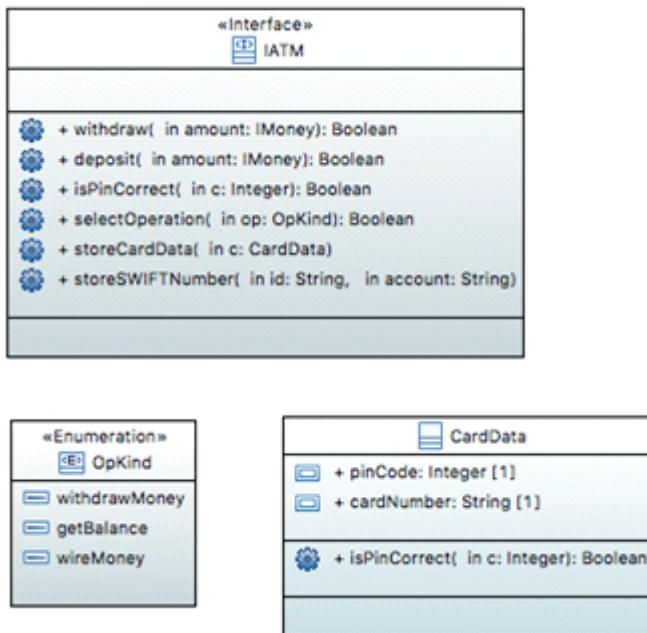 «Interface»
IATM
+ withdraw( in amount: IMoney): Boolean
+ deposit( in amount: IMoney): Boolean
+ isPinCorrect( in c: Integer): Boolean
+ selectOperation( in op: OpKind): Boolean
+ storeCardData( in c: CardData)
+ storeSWIFTNumber( in id: String, in account: String)
«Enumeration»
<E> OpKind
withdrawMoney
getBalance
wireMoney
CardData
+ pinCode: Integer [1]
+ cardNumber: String [1]
+ isPinCorrect( in c: Integer): Boolean